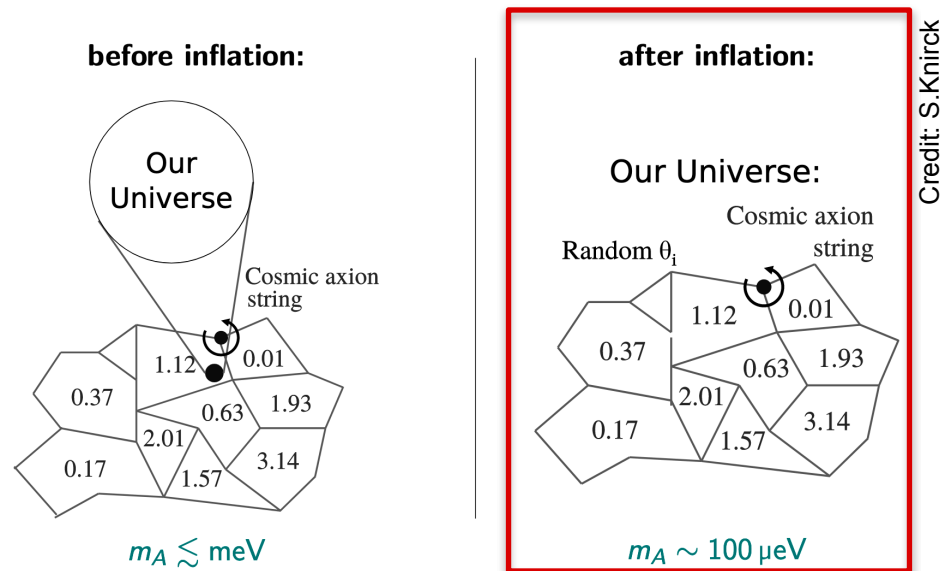 before inflation:
Our
Universe
Cosmic axion
string
1.12
0.01
0.37
0.63
1.93
2.01
0.17
1.57
3.14
m_A ≲ meV
after inflation:
Our Universe:
Cosmic axion
string
Random θ_i
1.12
0.01
0.37
0.63
1.93
2.01
0.17
1.57
3.14
m_A ∼ 100 µeV
Credit: S.Knirck